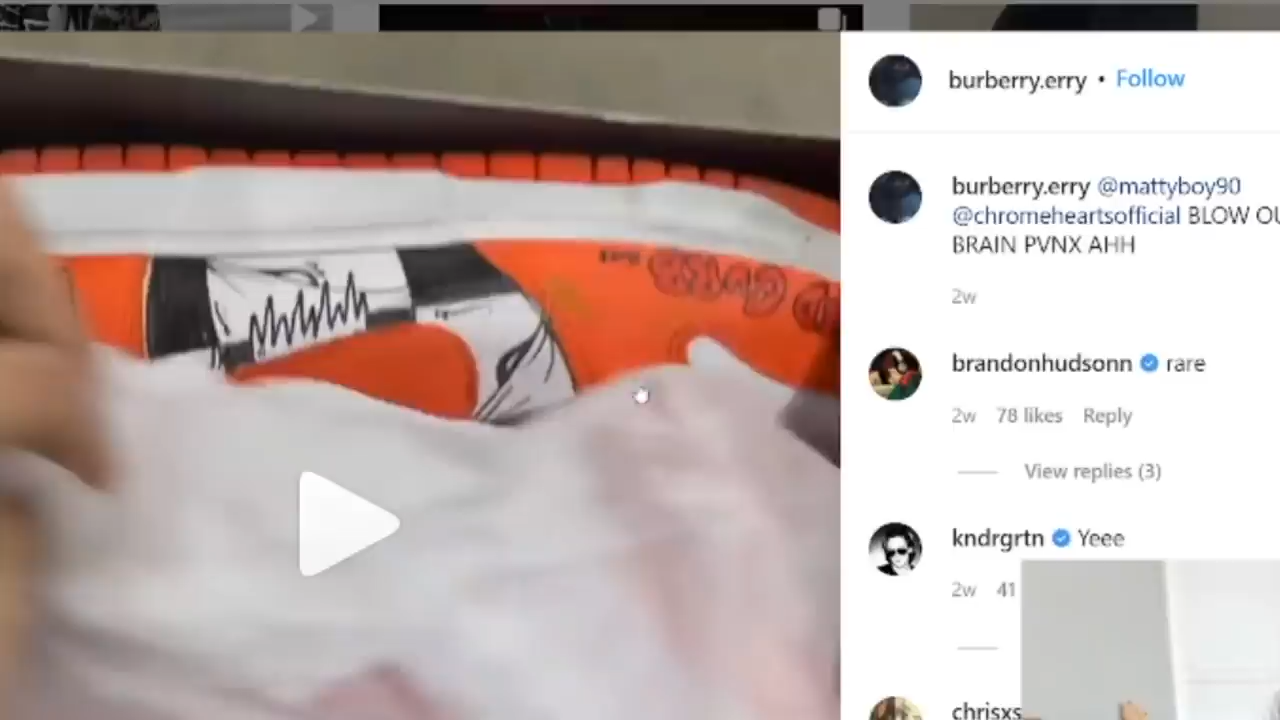 burberry.erry • Follow
burberry.erry @mattyboy90
@chromeheartsofficial BLOW OU
BRAIN PVNX AHH
2w
brandonhudsonn rare
2w 78 likes Reply
View replies (3)
kndrgrtn Yeee
2w 41
chrisxs